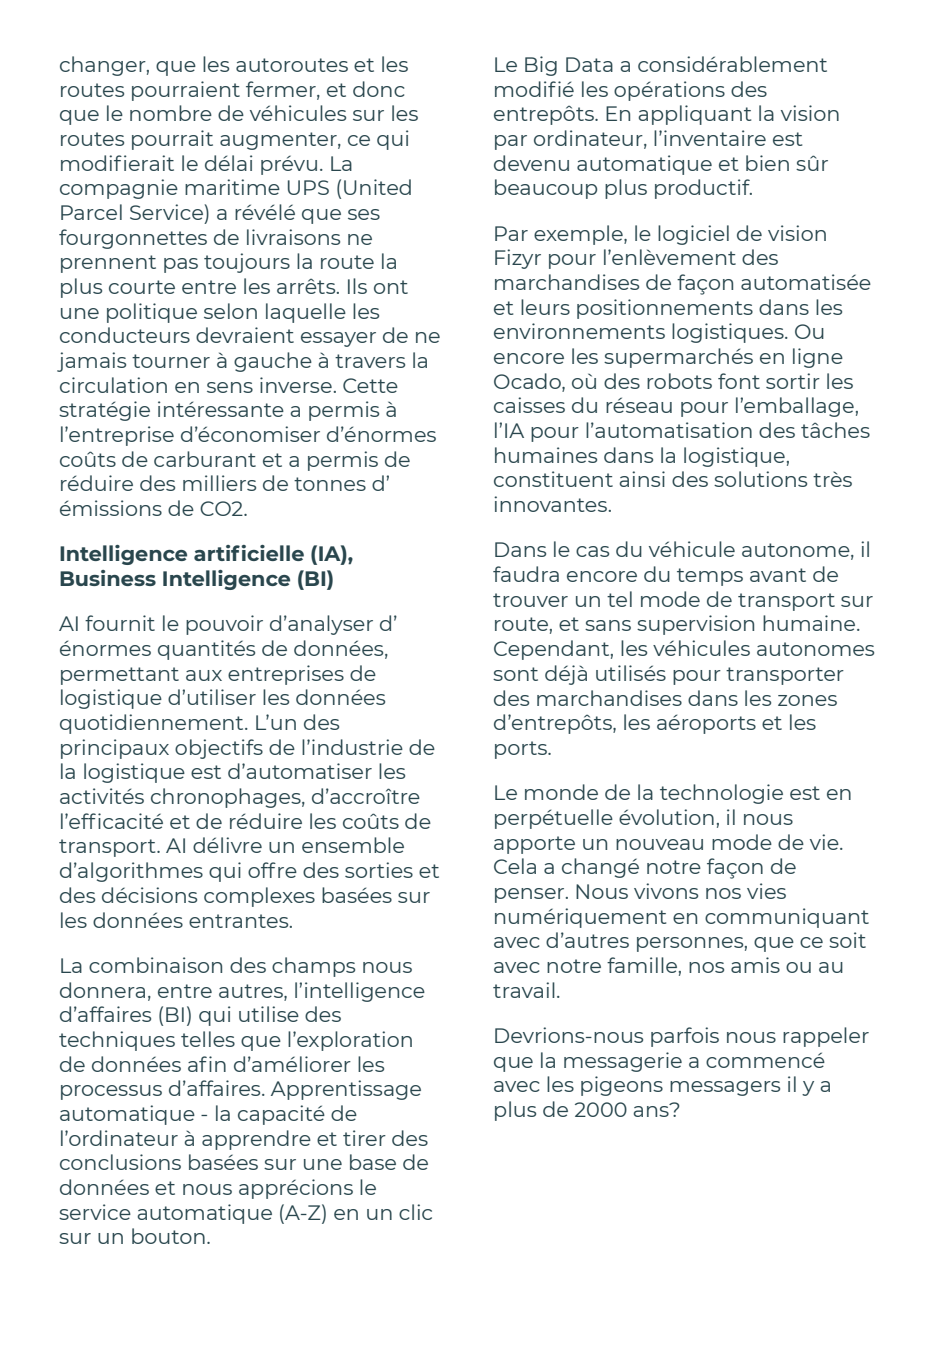 changer, que les autoroutes et les
routes pourraient fermer, et donc
que le nombre de véhicules sur les
routes pourrait augmenter, ce qui
modifierait le délai prévu. La
compagnie maritime UPS (United
Parcel Service) a révélé que ses
fourgonnettes de livraisons ne
prennent pas toujours la route la
plus courte entre les arrêts. Ils ont
une politique selon laquelle les
conducteurs devraient essayer de ne
jamais tourner à gauche à travers la
circulation en sens inverse. Cette
stratégie intéressante a permis à
l’entreprise d’économiser d’énormes
coûts de carburant et a permis de
réduire des milliers de tonnes d’
émissions de CO2.
Intelligence artificielle (IA),
Business Intelligence (BI)
AI fournit le pouvoir d’analyser d’
énormes quantités de données,
permettant aux entreprises de
logistique d’utiliser les données
quotidiennement. L’un des
principaux objectifs de l’industrie de
la logistique est d’automatiser les
activités chronophages, d’accroître
l’efficacité et de réduire les coûts de
transport. AI délivre un ensemble
d’algorithmes qui offre des sorties et
des décisions complexes basées sur
les données entrantes.
La combinaison des champs nous
donnera, entre autres, l’intelligence
d’affaires (BI) qui utilise des
techniques telles que l’exploration
de données afin d’améliorer les
processus d’affaires. Apprentissage
automatique - la capacité de
l’ordinateur à apprendre et tirer des
conclusions basées sur une base de
données et nous apprécions le
service automatique (A-Z) en un clic
sur un bouton.
Le Big Data a considérablement
modifié les opérations des
entrepôts. En appliquant la vision
par ordinateur, l’inventaire est
devenu automatique et bien sûr
beaucoup plus productif.
Par exemple, le logiciel de vision
Fizyr pour l’enlèvement des
marchandises de façon automatisée
et leurs positionnements dans les
environnements logistiques. Ou
encore les supermarchés en ligne
Ocado, où des robots font sortir les
caisses du réseau pour l’emballage,
l’IA pour l’automatisation des tâches
humaines dans la logistique,
constituent ainsi des solutions très
innovantes.
Dans le cas du véhicule autonome, il
faudra encore du temps avant de
trouver un tel mode de transport sur
route, et sans supervision humaine.
Cependant, les véhicules autonomes
sont déjà utilisés pour transporter
des marchandises dans les zones
d’entrepôts, les aéroports et les
ports.
Le monde de la technologie est en
perpétuelle évolution, il nous
apporte un nouveau mode de vie.
Cela a changé notre façon de
penser. Nous vivons nos vies
numériquement en communiquant
avec d’autres personnes, que ce soit
avec notre famille, nos amis ou au
travail.
Devrions-nous parfois nous rappeler
que la messagerie a commencé
avec les pigeons messagers il y a
plus de 2000 ans?